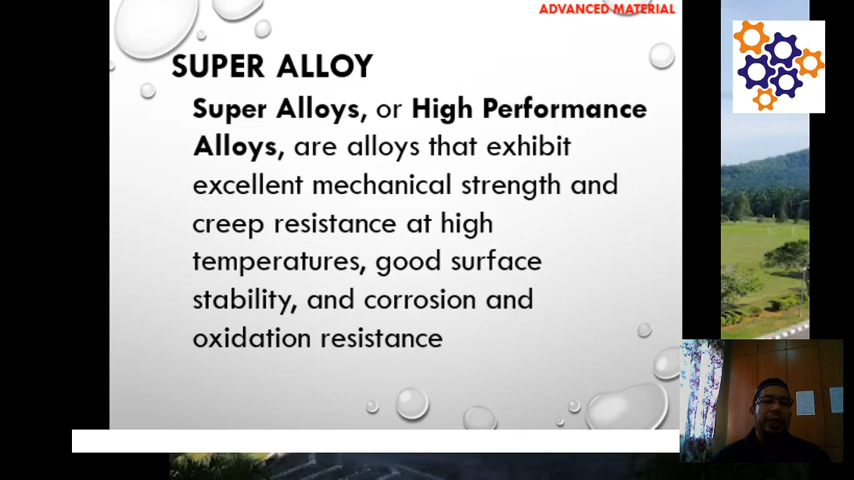 ADVANCED MATERIAL
SUPER ALLOY
Super Alloys, or High Performance
Alloys, are alloys that exhibit
excellent mechanical strength and
creep resistance at high
temperatures, good surface
stability, and corrosion and
oxidation resistance